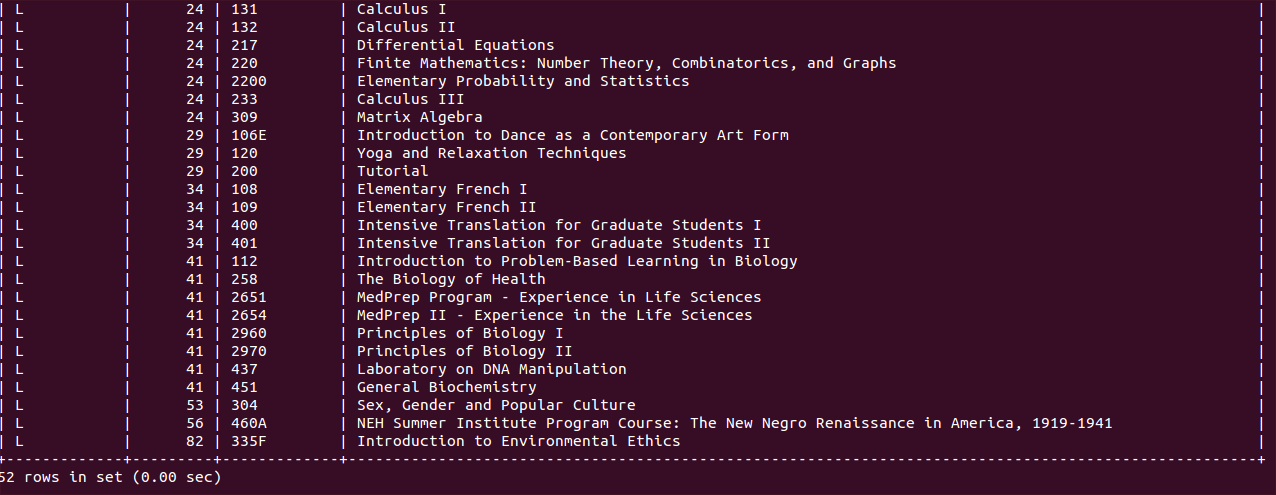 | L | 24 | 131 | Calculus I |
| L | 24 | 132 | Calculus II |
| L | 24 | 217 | Differential Equations |
| L | 24 | 220 | Finite Mathematics: Number Theory, Combinatorics, and Graphs |
| L | 24 | 2200 | Elementary Probability and Statistics |
| L | 24 | 233 | Calculus III |
| L | 24 | 309 | Matrix Algebra |
| L | 29 | 106E | Introduction to Dance as a Contemporary Art Form |
| L | 29 | 120 | Yoga and Relaxation Techniques |
| L | 29 | 200 | Tutorial |
| L | 34 | 108 | Elementary French I |
| L | 34 | 109 | Elementary French II |
| L | 34 | 400 | Intensive Translation for Graduate Students I |
| L | 34 | 401 | Intensive Translation for Graduate Students II |
| L | 41 | 112 | Introduction to Problem-Based Learning in Biology |
| L | 41 | 258 | The Biology of Health |
| L | 41 | 2651 | MedPrep Program - Experience in Life Sciences |
| L | 41 | 2654 | MedPrep II - Experience in the Life Sciences |
| L | 41 | 2960 | Principles of Biology I |
| L | 41 | 2970 | Principles of Biology II |
| L | 41 | 437 | Laboratory on DNA Manipulation |
| L | 41 | 451 | General Biochemistry |
| L | 53 | 304 | Sex, Gender and Popular Culture |
| L | 56 | 460A | NEH Summer Institute Program Course: The New Negro Renaissance in America, 1919-1941 |
| L | 82 | 335F | Introduction to Environmental Ethics |
52 rows in set (0.00 sec)